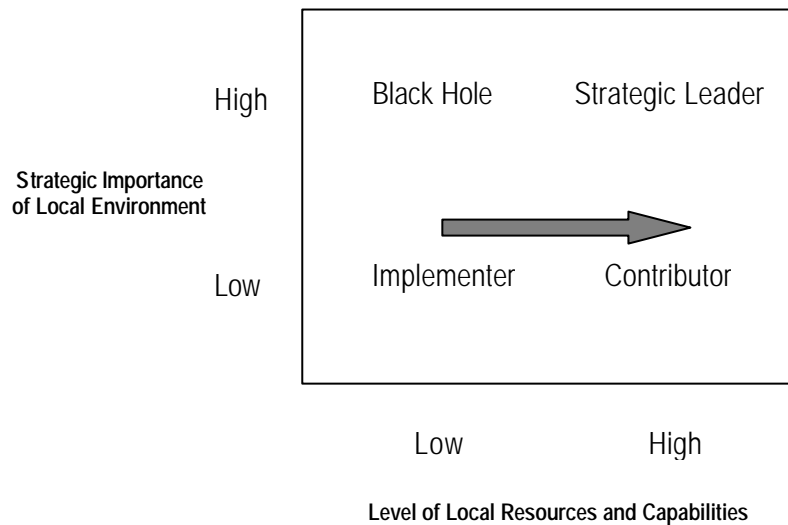 High
Black Hole
Strategic Leader
Strategic Importance
of Local Environment
Low
Implementer
Contributor
Low
High
Level of Local Resources and Capabilities